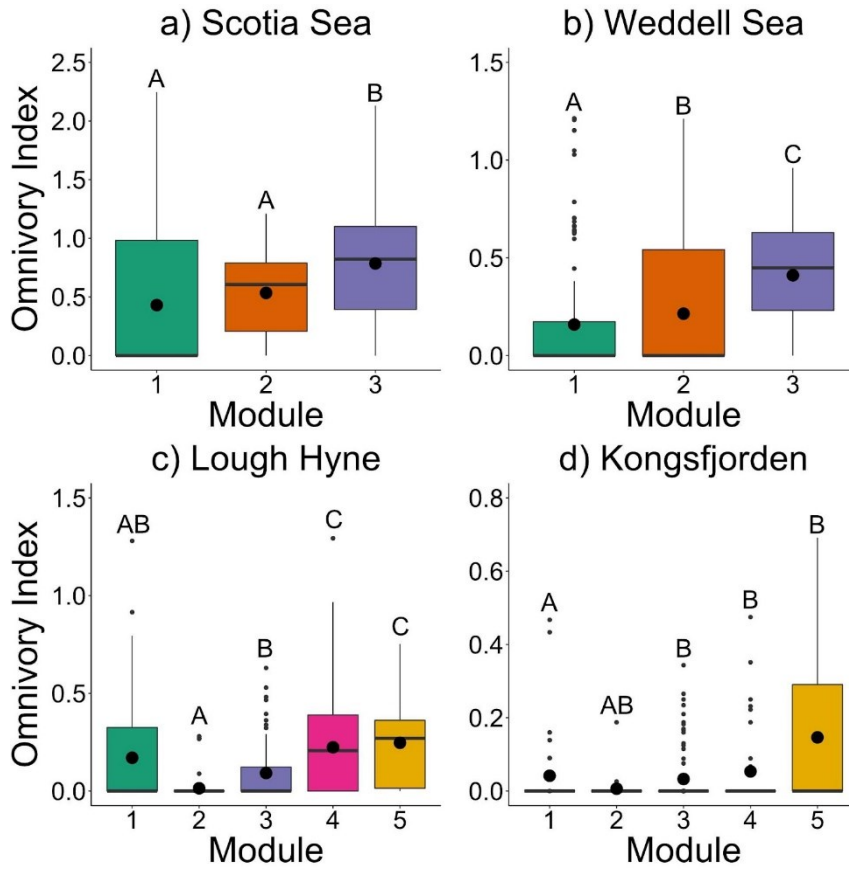 a) Scotia Sea
Omnivory Index
2.5
2.0
1.5
1.0
0.5
0.0
A
A
B
1 2 3
Module
b) Weddell Sea
1.5
1.0
0.5
0.0
A
B
C
1 2 3
Module
c) Lough Hyne
Omnivory Index
1.5
1.0
0.5
0.0
AB
A
B
C
C
1 2 3 4 5
Module
d) Kongsfjorden
0.8
0.6
0.4
0.2
0.0
A
AB
B
B
B
1 2 3 4 5
Module